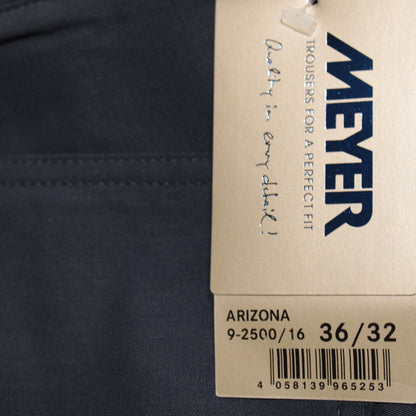 MEYER
TROUSERS FOR A PERFECT FIT
Quality in every detail!
ARIZONA
9-2500/16 36/32
4 058139 965253